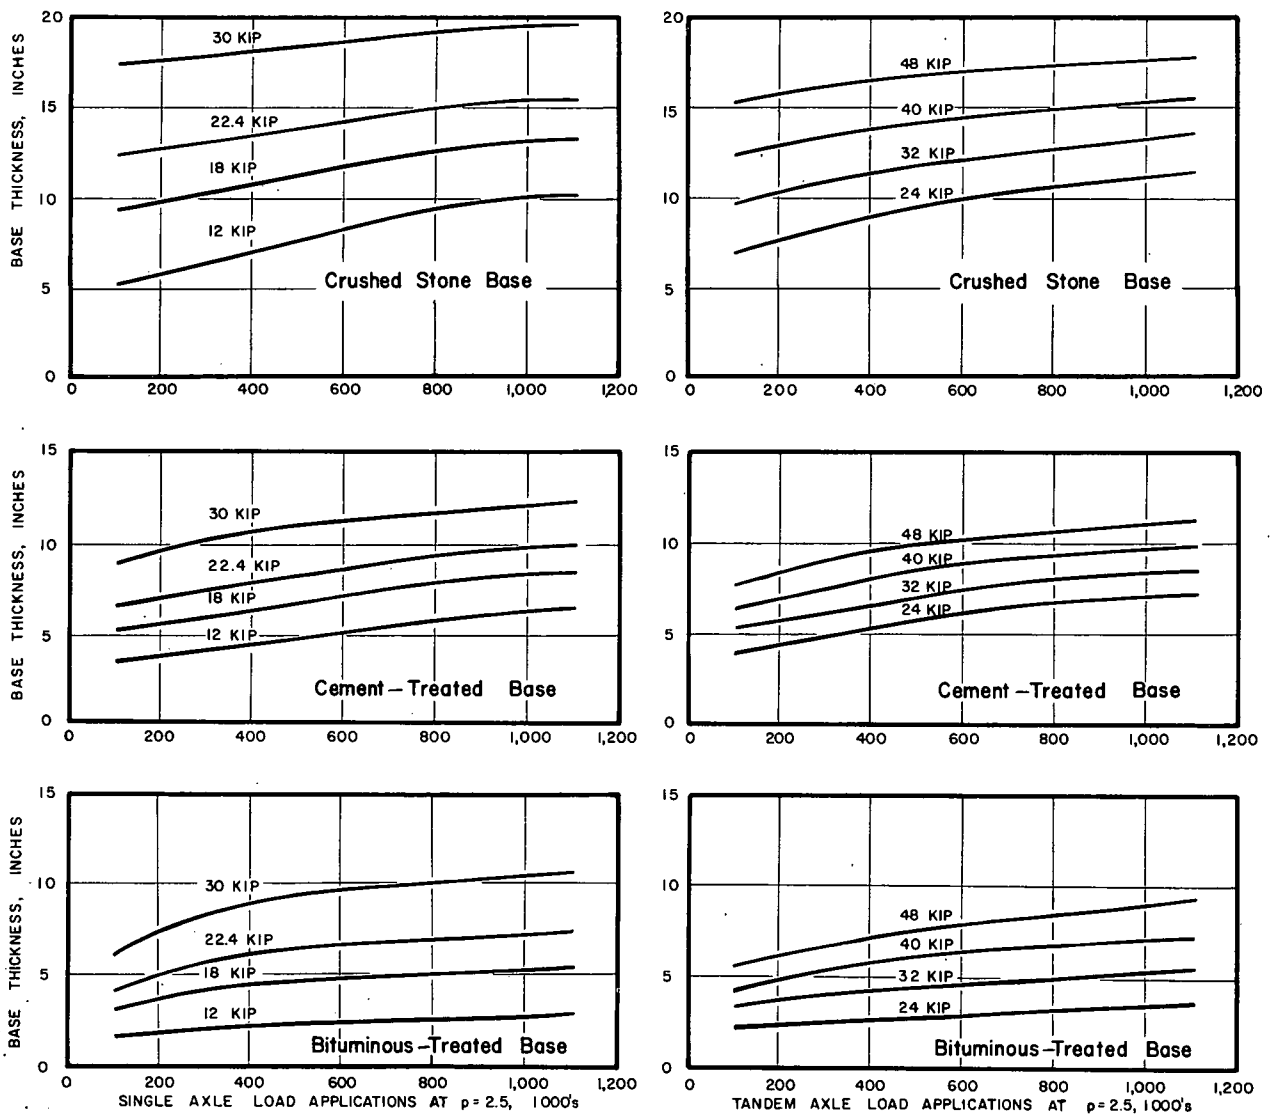 BASE THICKNESS, INCHES
20
15
10
5
0
30 KIP
22.4 KIP
18 KIP
12 KIP
Crushed Stone Base
0 200 400 600 800 1,000 1,200
20
15
10
5
0
48 KIP
40 KIP
32 KIP
24 KIP
Crushed Stone Base
0 200 400 600 800 1,000 1,200
BASE THICKNESS, INCHES
15
10
5
0
30 KIP
22.4 KIP
18 KIP
12 KIP
Cement-Treated Base
0 200 400 600 800 1,000 1,200
15
10
5
0
48 KIP
40 KIP
32 KIP
24 KIP
Cement-Treated Base
0 200 400 600 800 1,000 1,200
BASE THICKNESS, INCHES
15
10
5
0
30 KIP
22.4 KIP
18 KIP
12 KIP
Bituminous-Treated Base
0 200 400 600 800 1,000 1,200
SINGLE AXLE LOAD APPLICATIONS AT p=2.5, 1000's
15
10
5
0
48 KIP
40 KIP
32 KIP
24 KIP
Bituminous-Treated Base
0 200 400 600 800 1,000 1,200
TANDEM AXLE LOAD APPLICATIONS AT p=2.5, 1000's